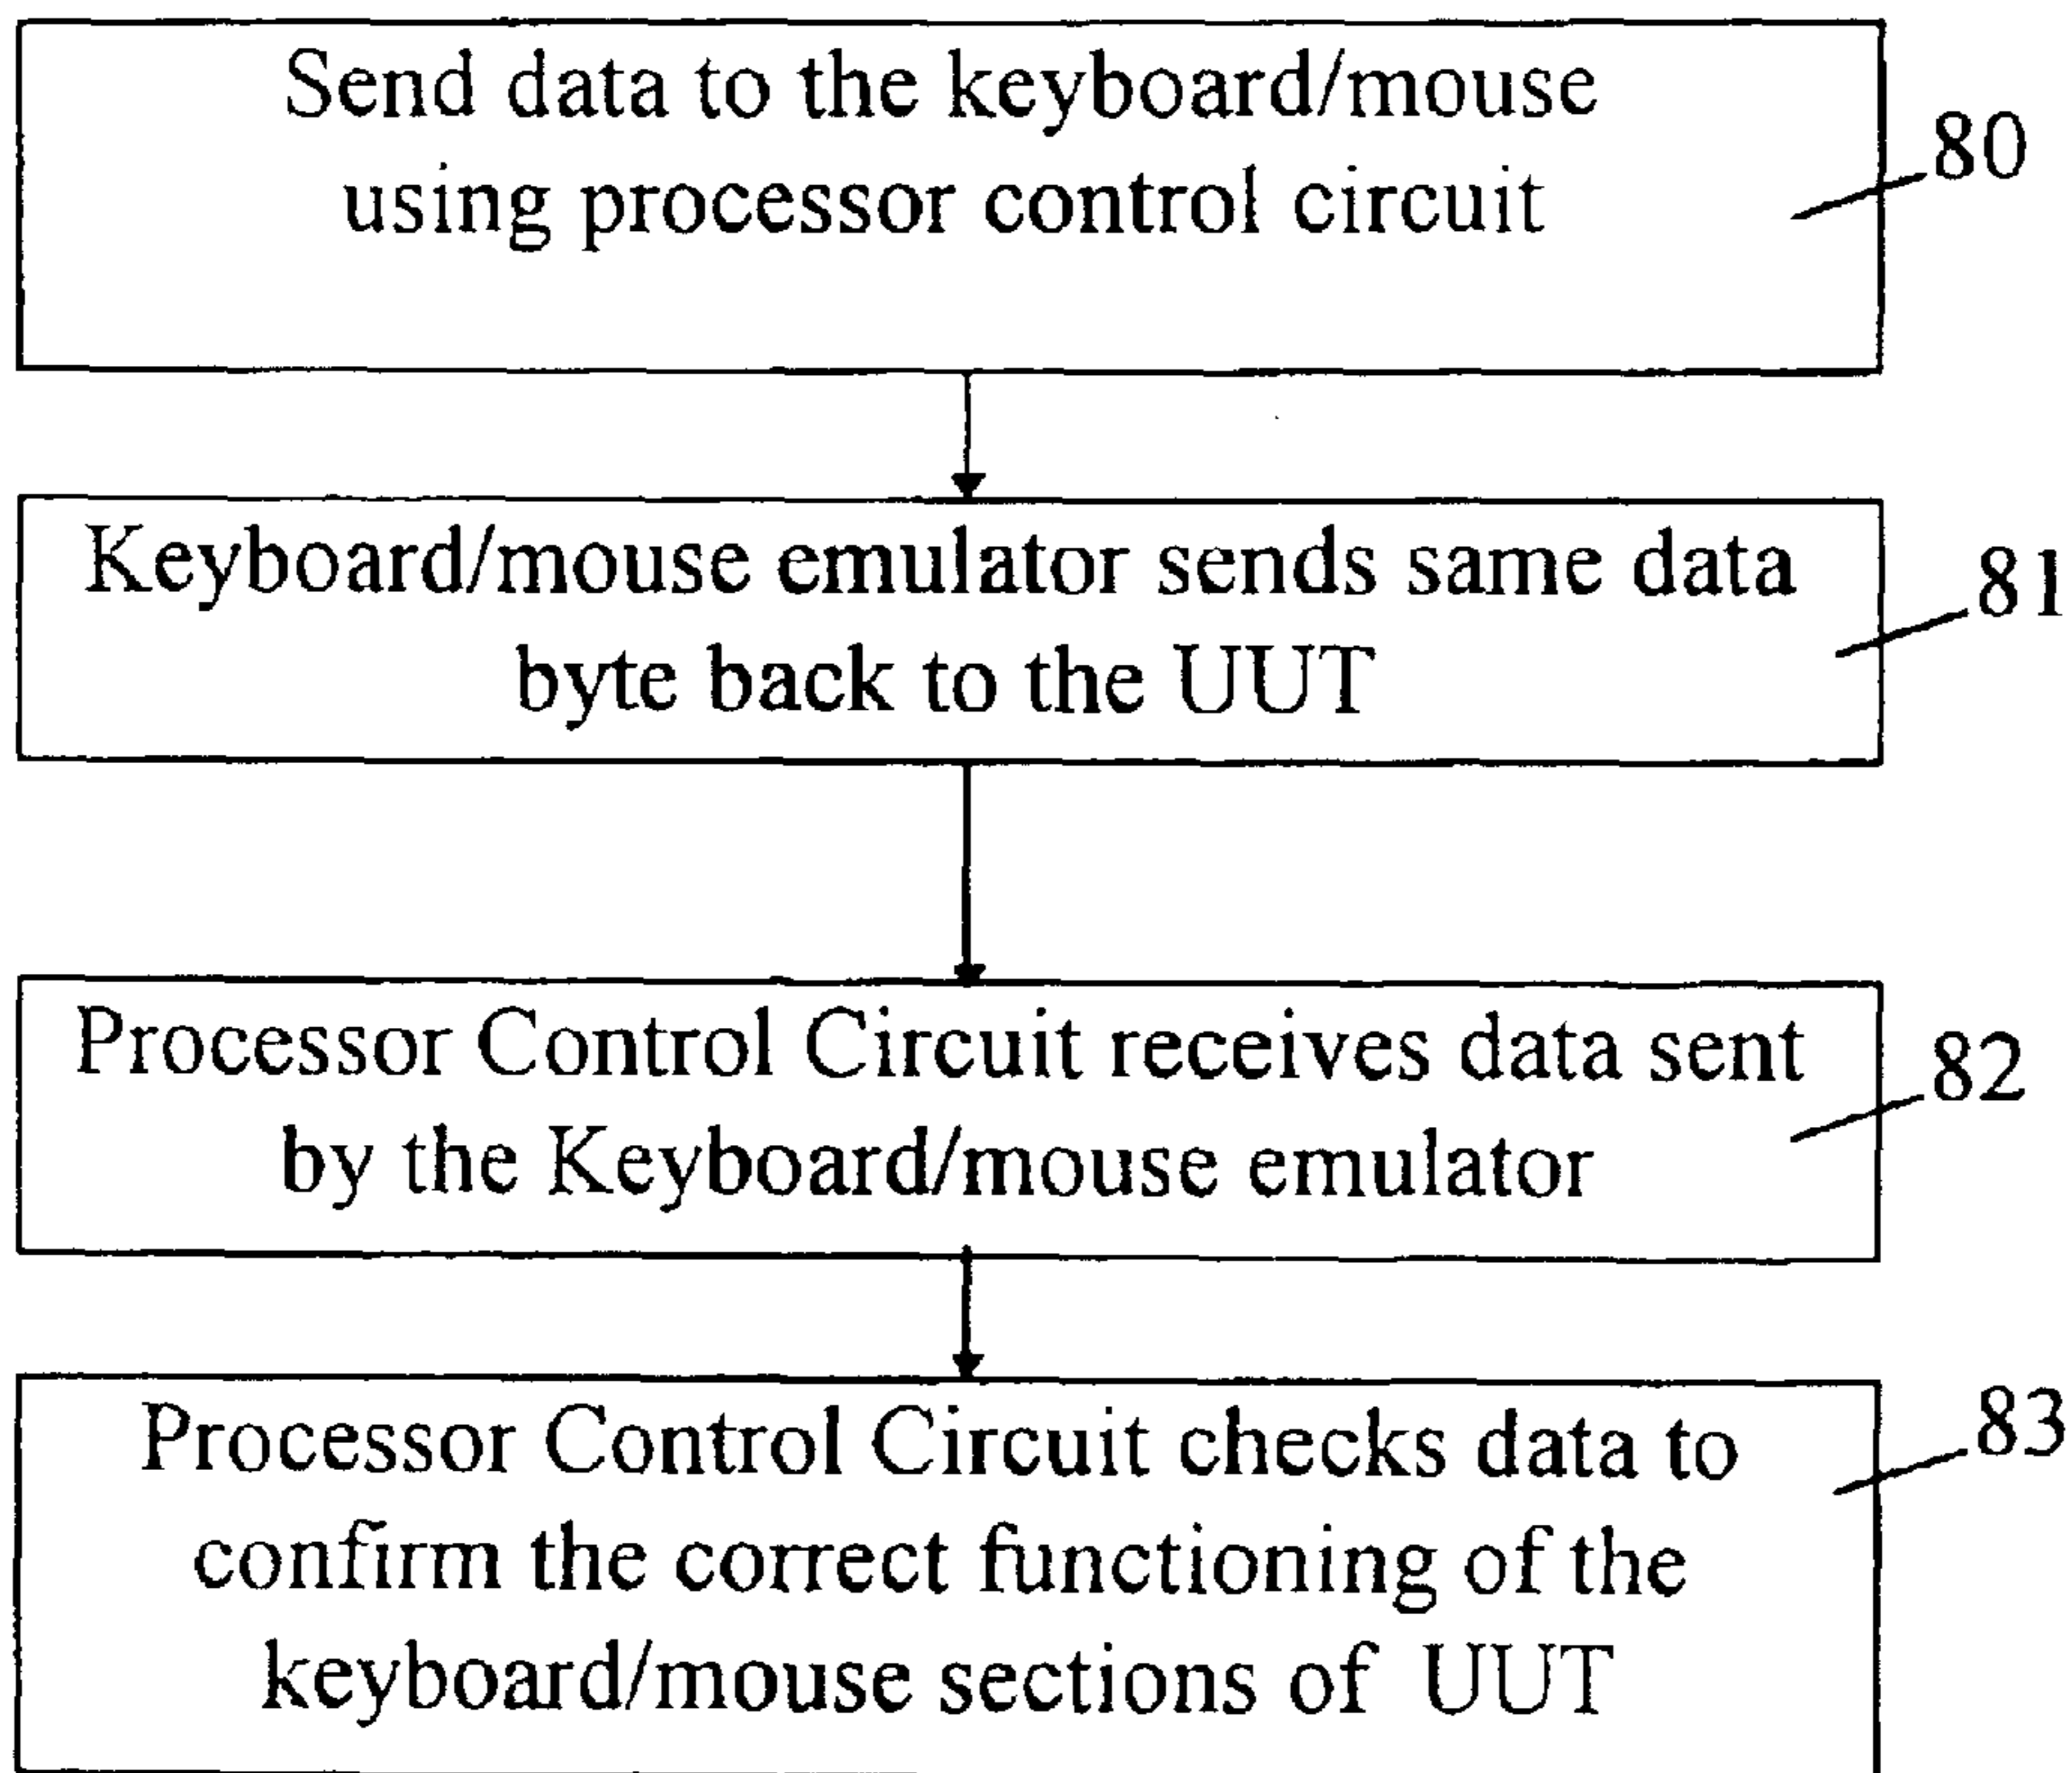 Send data to the keyboard/mouse
using processor control circuit
80
Keyboard/mouse emulator sends same data
byte back to the UUT
81
Processor Control Circuit receives data sent
by the Keyboard/mouse emulator
82
Processor Control Circuit checks data to
confirm the correct functioning of the
keyboard/mouse sections of UUT
83